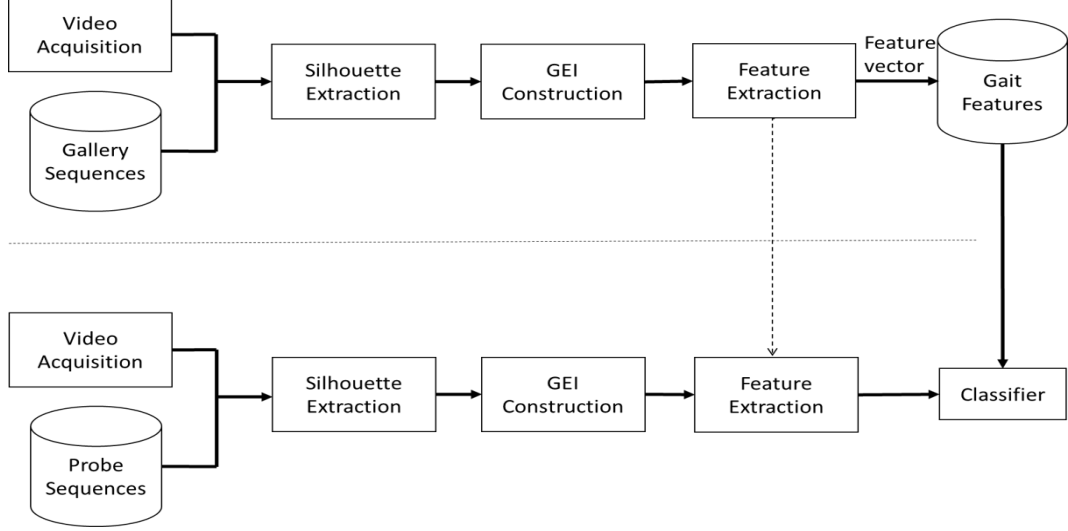 Video
Acquisition
Gallery
Sequences
Silhouette
Extraction
GEI
Construction
Feature
Extraction
Feature
vector
Gait
Features
Video
Acquisition
Probe
Sequences
Silhouette
Extraction
GEI
Construction
Feature
Extraction
Classifier